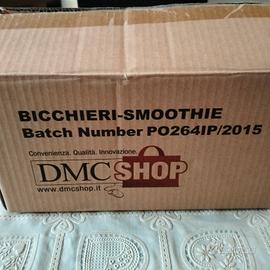 BICCHIERI-SMOOTHIE
Batch Number PO264IP/2015
Convenienza. Qualità. Innovazione.
DMC SHOP
www.dmcshop.it